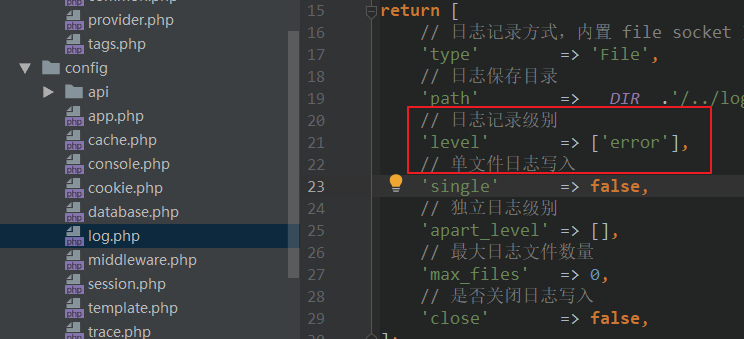 provider.php
tags.php
config
api
app.php
cache.php
console.php
cookie.php
database.php
log.php
middleware.php
session.php
template.php
trace.php
15 return [
16 // 日志记录方式，内置 file socket
17 'type' => 'File',
18 // 日志保存目录
19 'path' => __DIR__.'/../log
20 // 日志记录级别
21 'level' => ['error'],
22 // 单文件日志写入
23 'single' => false,
24 // 独立日志级别
25 'apart_level' => [],
26 // 最大日志文件数量
27 'max_files' => 0,
28 // 是否关闭日志写入
29 'close' => false,